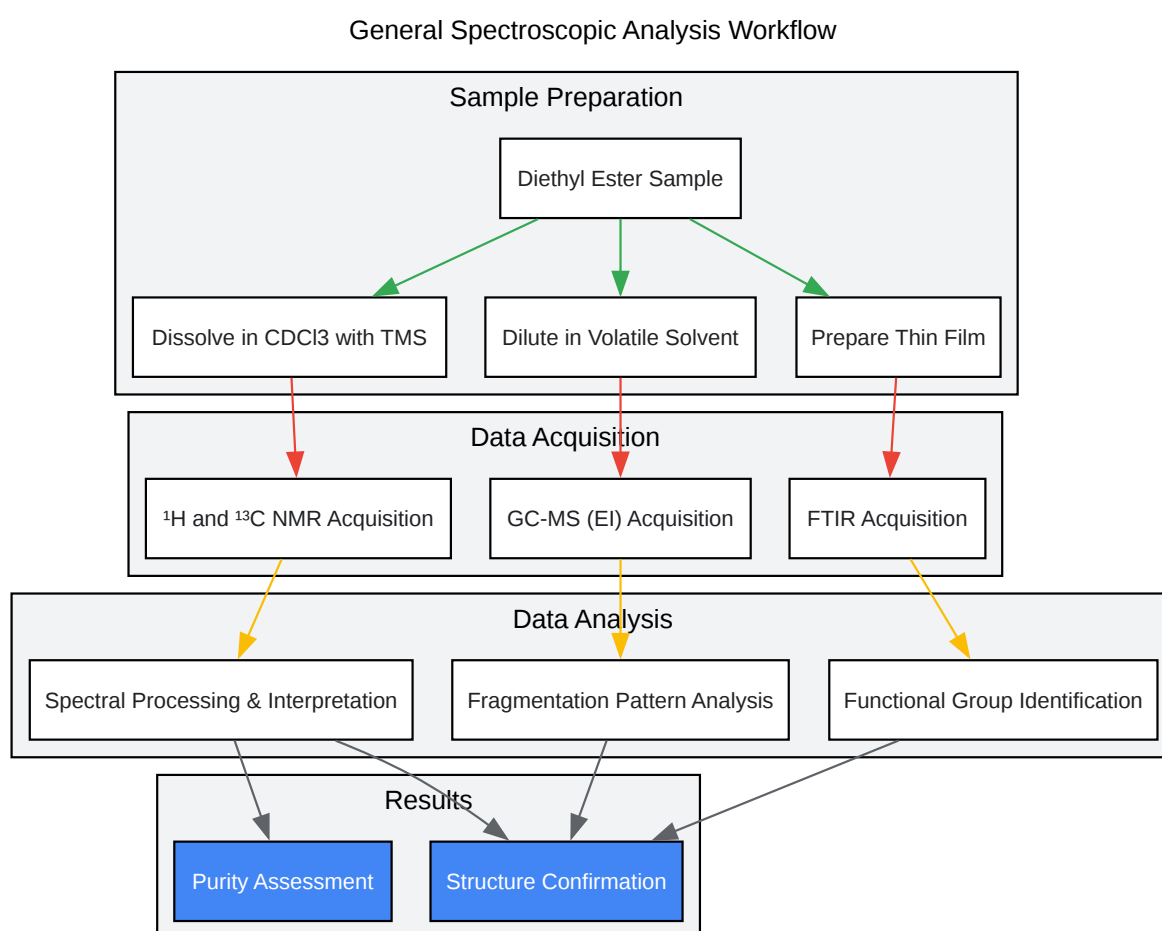 General Spectroscopic Analysis Workflow
Sample Preparation
Diethyl Ester Sample
Dissolve in CDCl3 with TMS
Dilute in Volatile Solvent
Prepare Thin Film
Data Acquisition
¹H and ¹³C NMR Acquisition
GC-MS (EI) Acquisition
FTIR Acquisition
Data Analysis
Spectral Processing & Interpretation
Fragmentation Pattern Analysis
Functional Group Identification
Results
Purity Assessment
Structure Confirmation